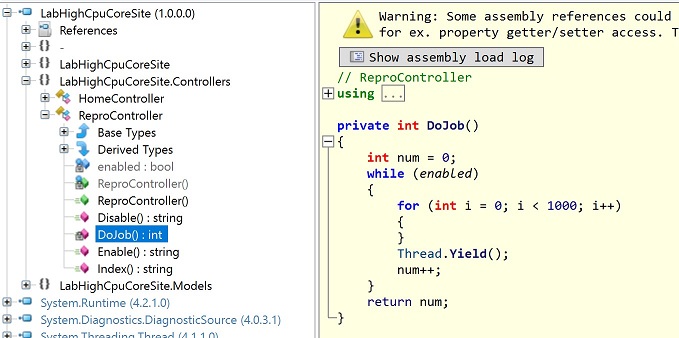 LabHighCpuCoreSite (1.0.0.0)
References
-
LabHighCpuCoreSite
LabHighCpuCoreSite.Controllers
HomeController
ReproController
Base Types
Derived Types
enabled : bool
ReproController()
ReproController()
Disable() : string
DoJob() : int
Enable() : string
Index() : string
LabHighCpuCoreSite.Models
System.Runtime (4.2.1.0)
System.Diagnostics.DiagnosticSource (4.0.3.1)
System.Threading.Thread (4.1.1.0)
Warning: Some assembly references could
for ex. property getter/setter access. T
Show assembly load log
// ReproController
using ...
private int DoJob()
{
int num = 0;
while (enabled)
{
for (int i = 0; i < 1000; i++)
{
}
Thread.Yield();
num++;
}
return num;
}